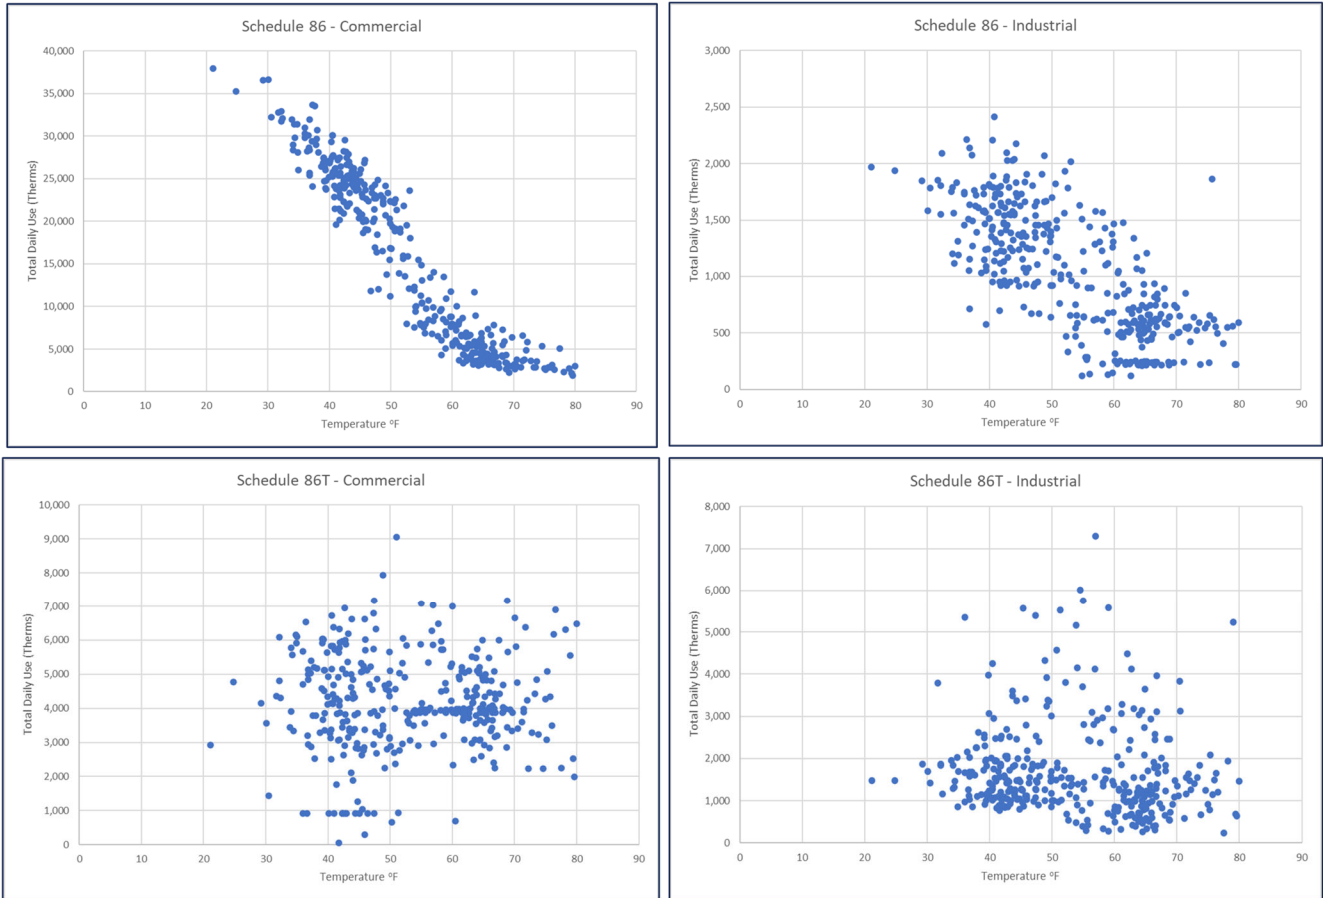 Schedule 86 - Commercial
40,000
35,000
30,000
25,000
20,000
15,000
10,000
5,000
0
Total Daily Use (Therms)
0 10 20 30 40 50 60 70 80 90
Temperature ºF
Schedule 86 - Industrial
3,000
2,500
2,000
1,500
1,000
500
0
Total Daily Use (Therms)
0 10 20 30 40 50 60 70 80 90
Temperature ºF
Schedule 86T - Commercial
10,000
9,000
8,000
7,000
6,000
5,000
4,000
3,000
2,000
1,000
0
Total Daily Use (Therms)
0 10 20 30 40 50 60 70 80 90
Temperature ºF
Schedule 86T - Industrial
8,000
7,000
6,000
5,000
4,000
3,000
2,000
1,000
0
Total Daily Use (Therms)
0 10 20 30 40 50 60 70 80 90
Temperature ºF